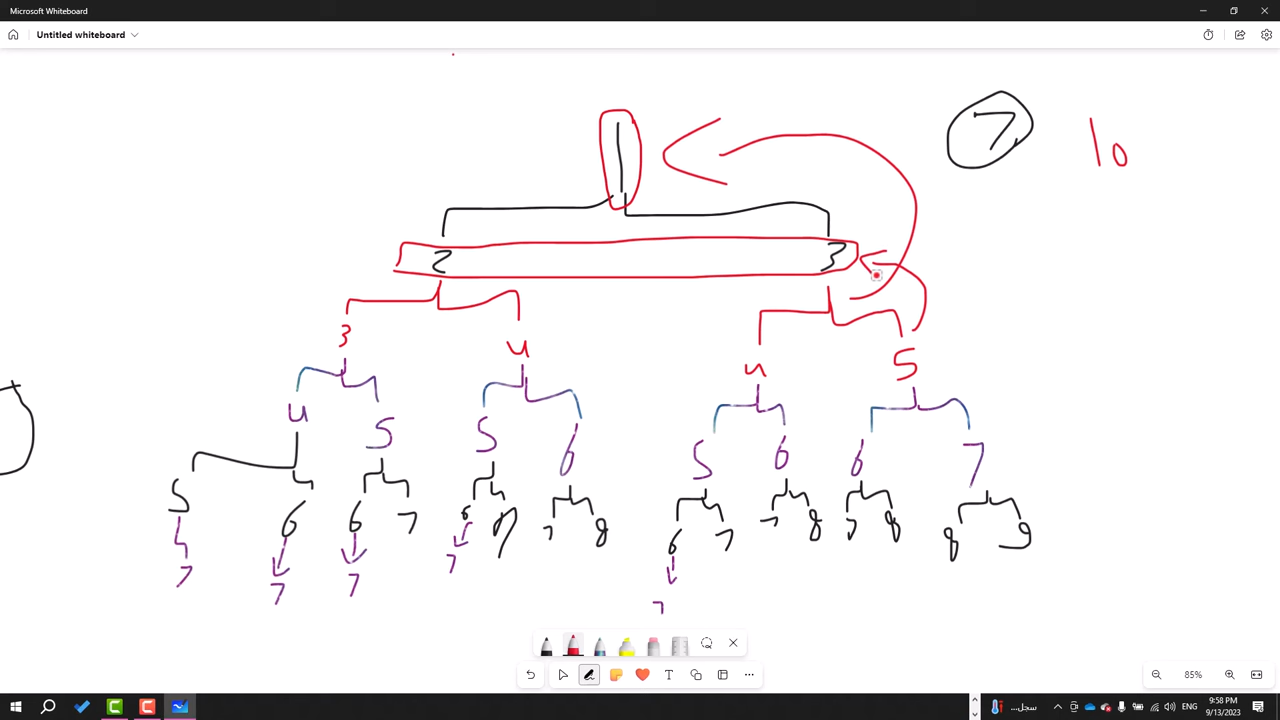 Microsoft Whiteboard
Untitled whiteboard
7
10
1
2 3
3 4 4 5
4 5 5 6 5 6 6 7
5 6 6 7 6 7 8 6 7 7 8 7 8 8 9
7 7 7 7 7
85%
سجل...
ENG
9:58 PM
9/13/2023